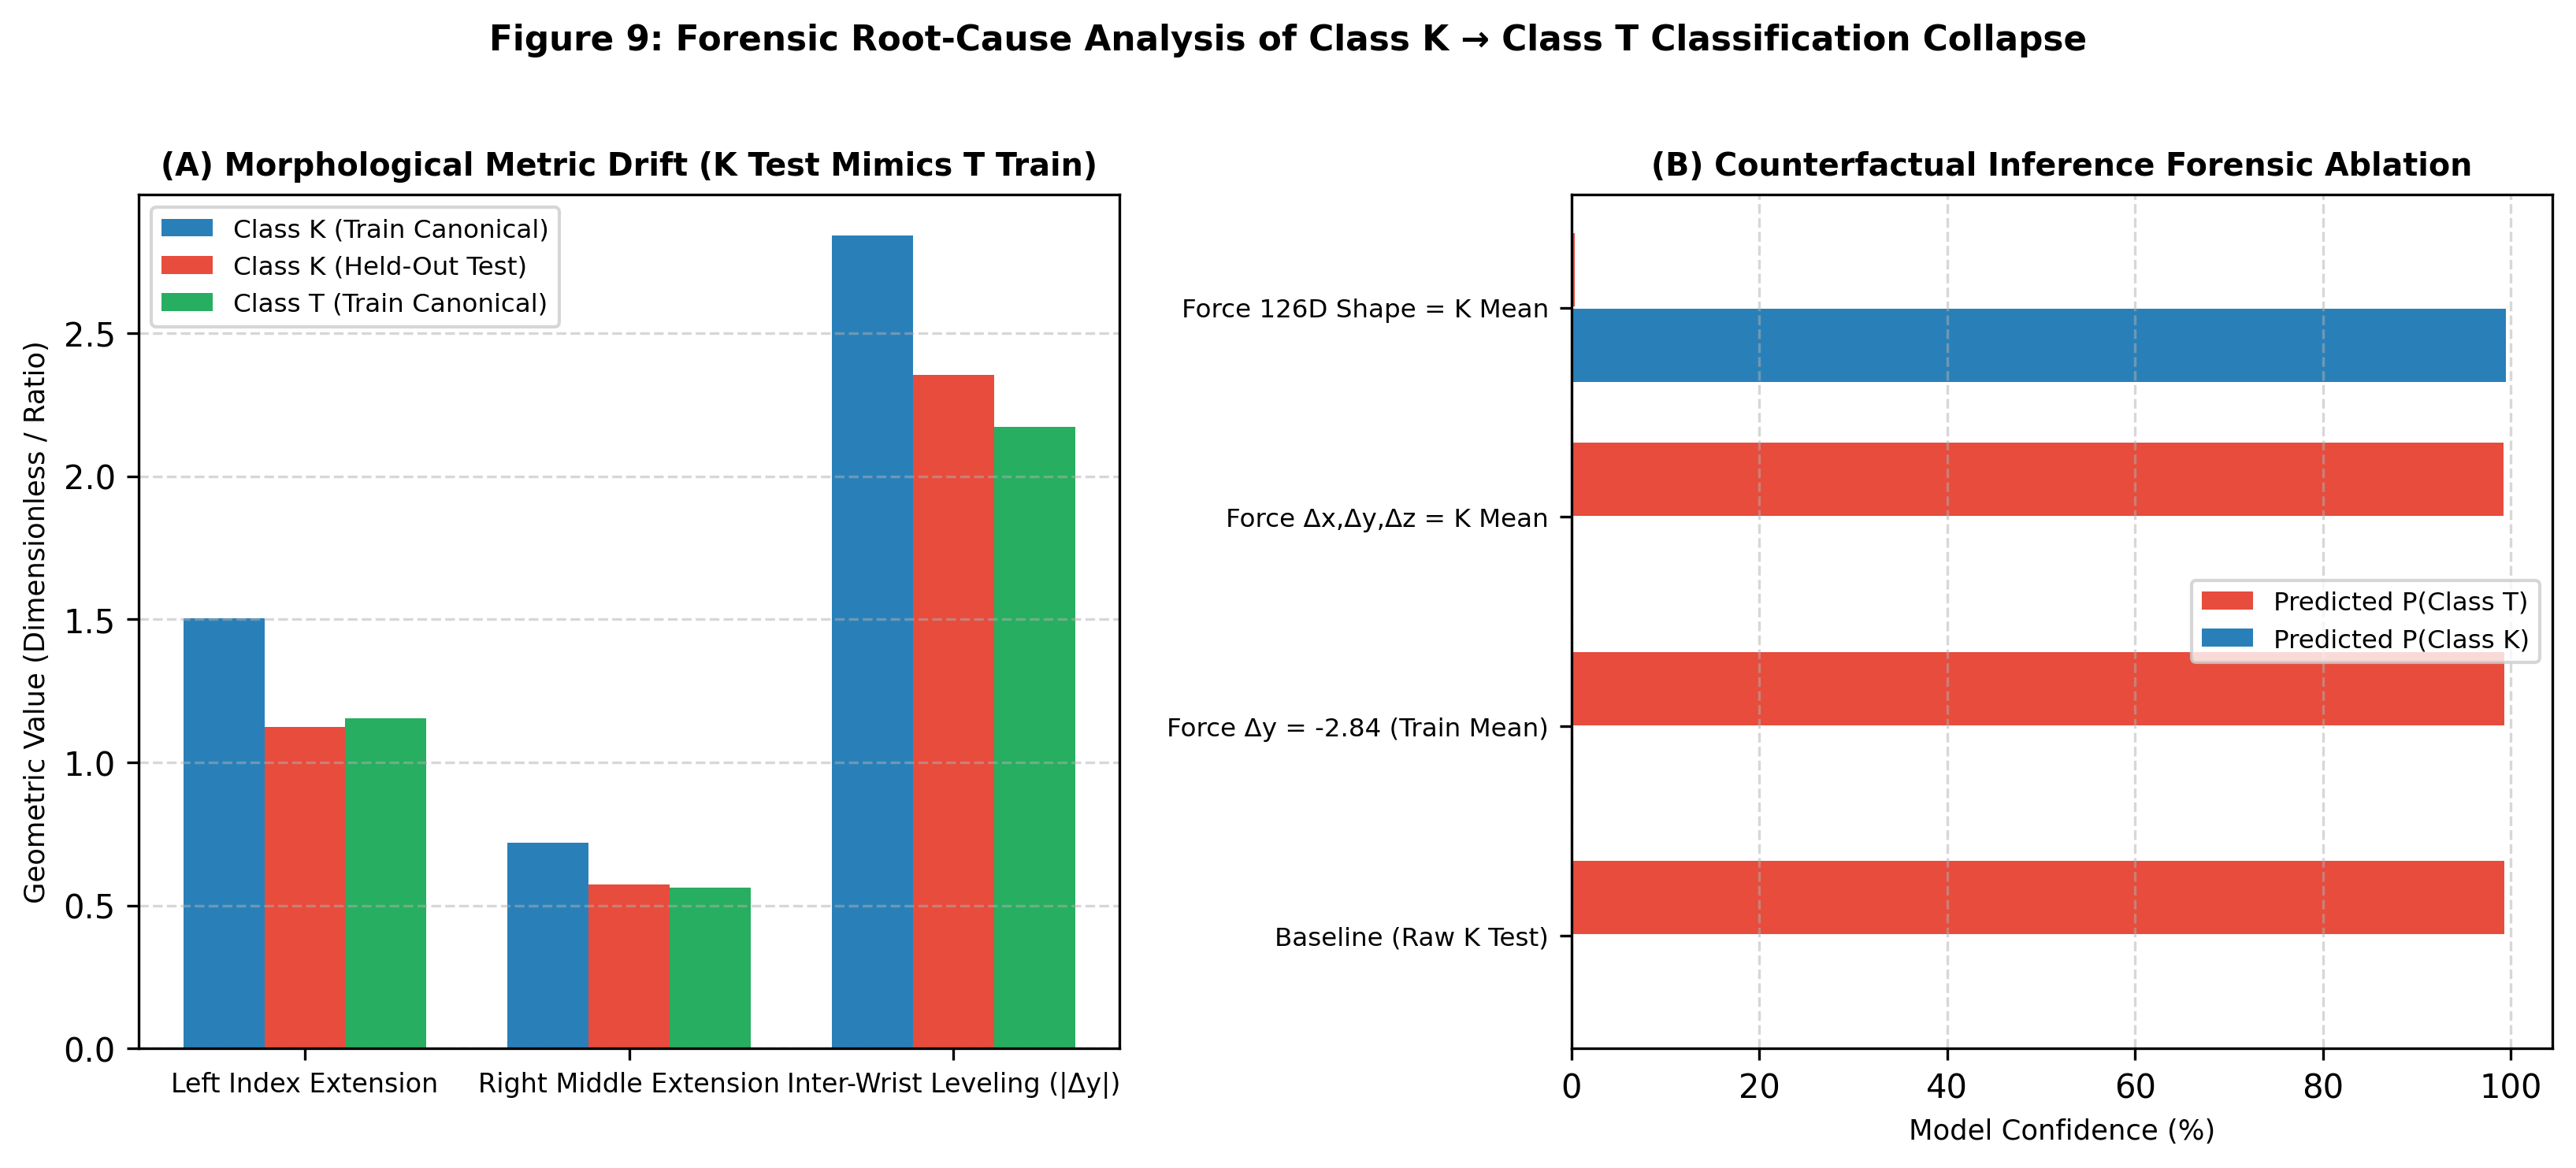 Figure 9: Forensic Root-Cause Analysis of Class K → Class T Classification Collapse
(A) Morphological Metric Drift (K Test Mimics T Train)
Class K (Train Canonical)
Class K (Held-Out Test)
Class T (Train Canonical)
Geometric Value (Dimensionless / Ratio)
2.5
2.0
1.5
1.0
0.5
0.0
Left Index Extension
Right Middle Extension
Inter-Wrist Leveling (|Δy|)
(B) Counterfactual Inference Forensic Ablation
Force 126D Shape = K Mean
Force Δx,Δy,Δz = K Mean
Force Δy = -2.84 (Train Mean)
Baseline (Raw K Test)
Predicted P(Class T)
Predicted P(Class K)
0
20
40
60
80
100
Model Confidence (%)